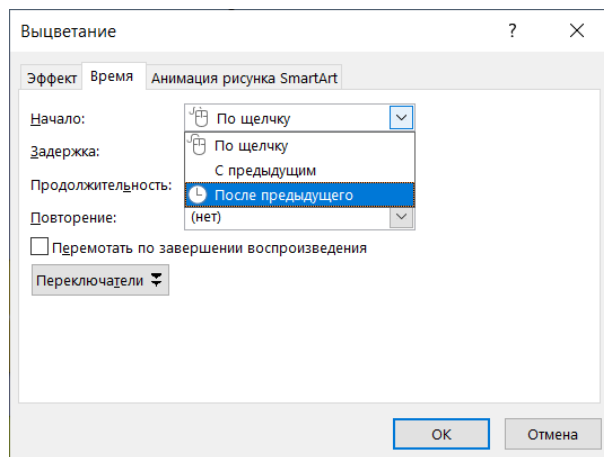 Выцветание ?
Эффект Время Анимация рисунка SmartArt
Начало: По щелчку
По щелчку
Задержка:
С предыдущим
Продолжительность: После предыдущего
Повторение: (нет)
Перемотать по завершении воспроизведения
Переключатели
ОК Отмена